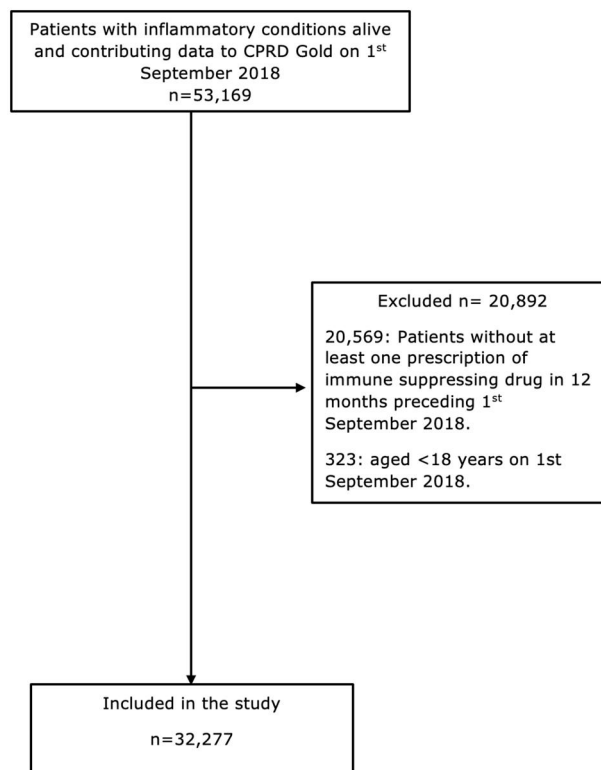 Patients with inflammatory conditions alive
and contributing data to CPRD Gold on 1st
September 2018
n=53,169
Excluded n= 20,892
20,569: Patients without at
least one prescription of
immune suppressing drug in 12
months preceding 1st
September 2018.
323: aged <18 years on 1st
September 2018.
Included in the study
n=32,277